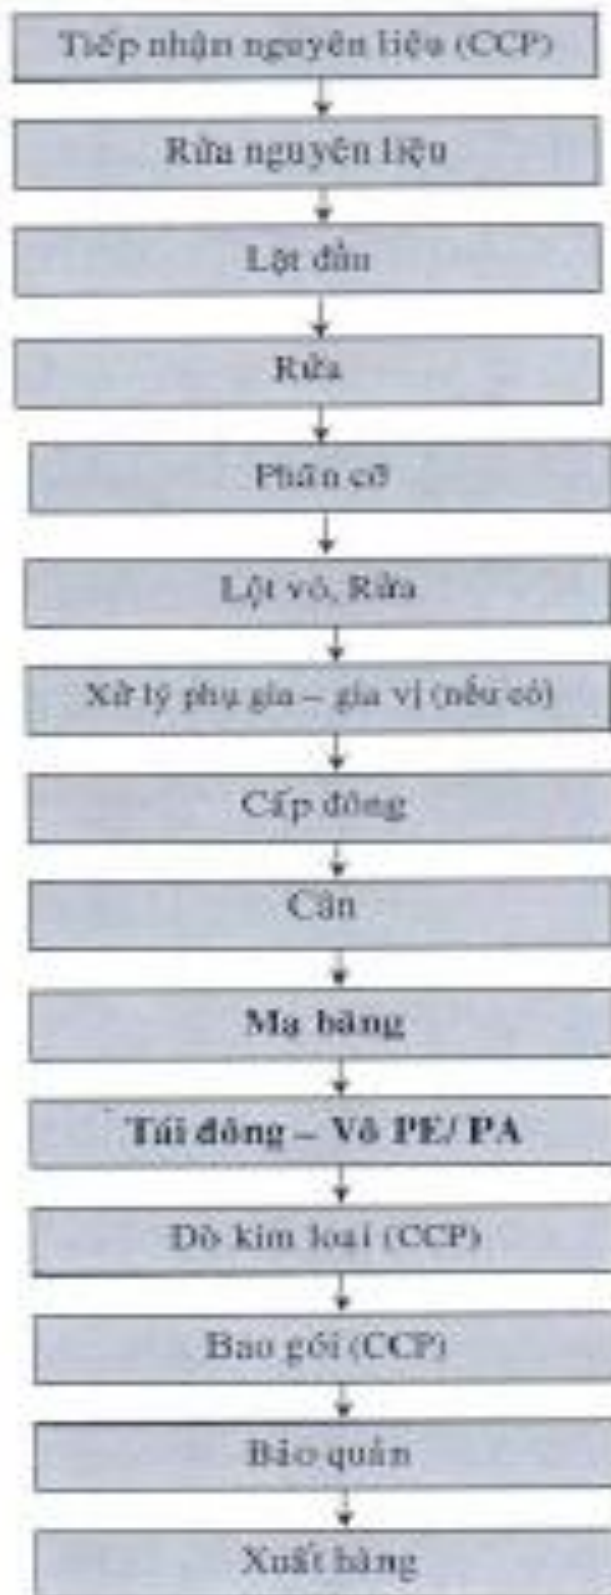 Tiếp nhận nguyên liệu (CCP)
Rửa nguyên liệu
Lặt đầu
Rửa
Phân cỡ
Lột vỏ, Rửa
Xử lý phụ gia – gia vị (nếu có)
Cấp đông
Cân
Mạ băng
Tái đông – Vô PE/ PA
Dò kim loại (CCP)
Bao gói (CCP)
Bảo quản
Xuất hàng